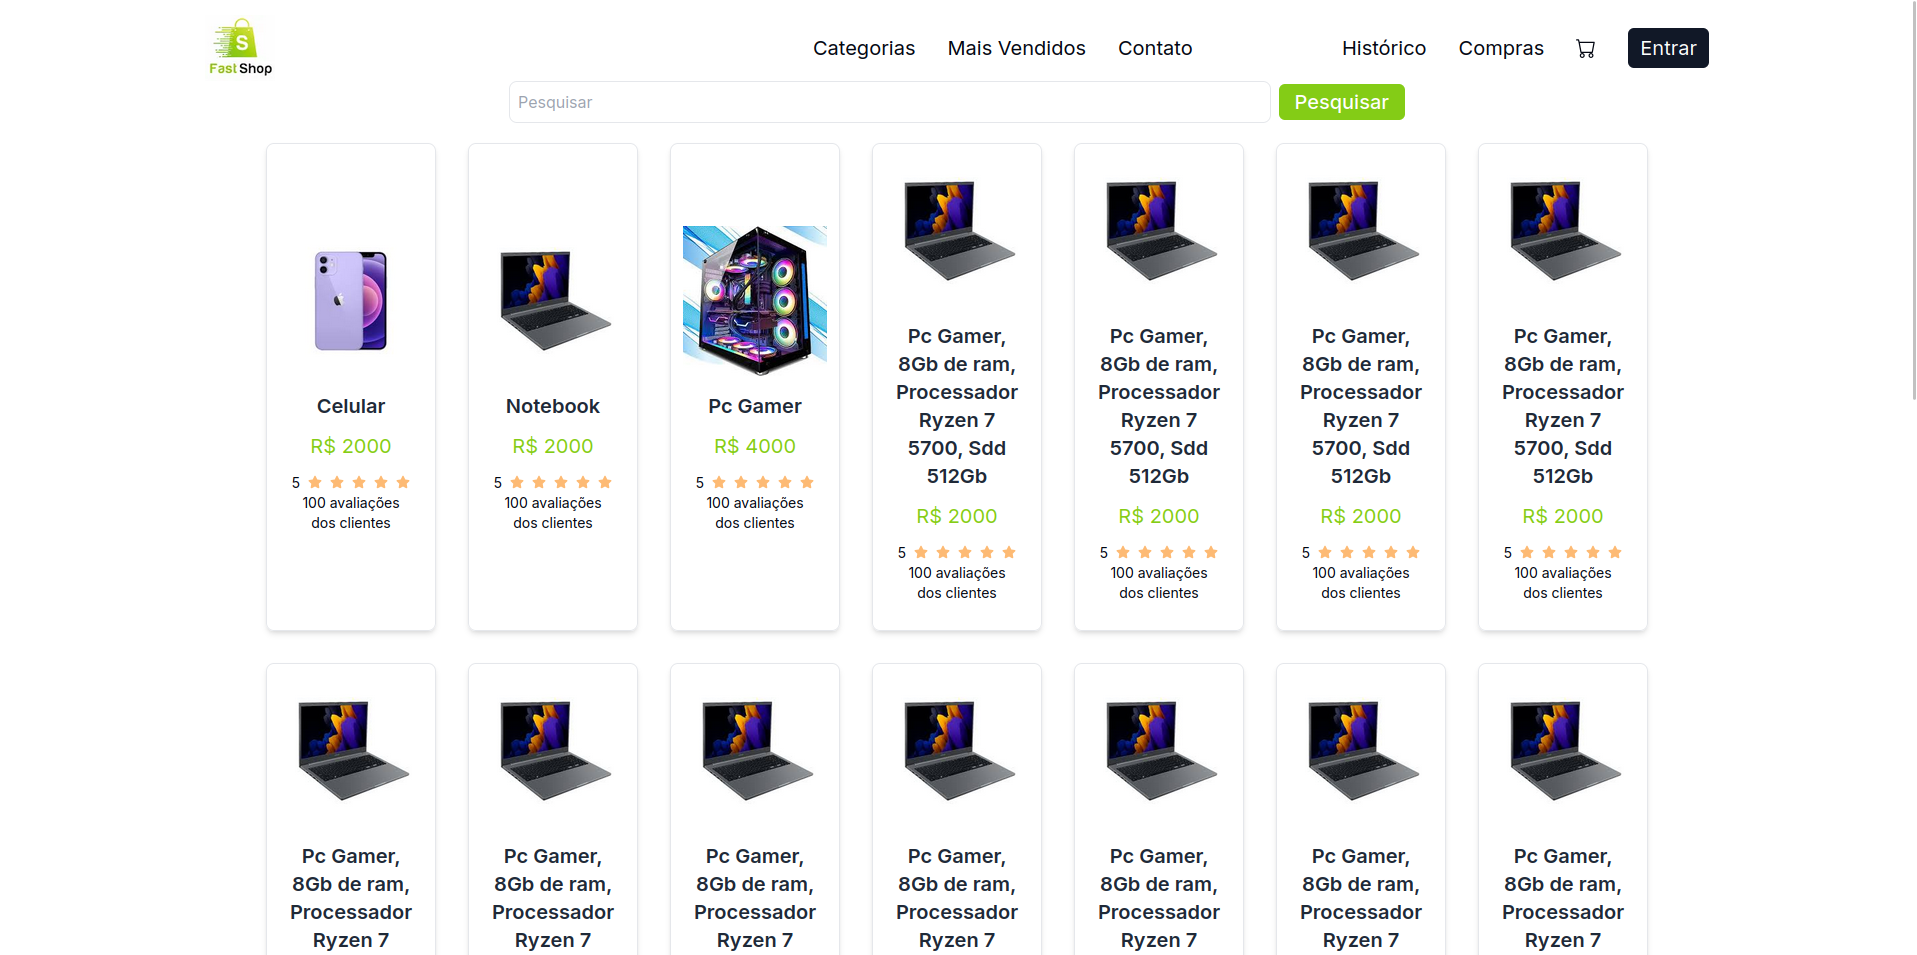 S
Fast Shop
Categorias
Mais Vendidos
Contato
Histórico
Compras
Entrar
Pesquisar
Pesquisar
Celular
R$ 2000
5
100 avaliações
dos clientes
Notebook
R$ 2000
5
100 avaliações
dos clientes
Pc Gamer
R$ 4000
5
100 avaliações
dos clientes
Pc Gamer,
8Gb de ram,
Processador
Ryzen 7
5700, Sdd
512Gb
R$ 2000
5
100 avaliações
dos clientes
Pc Gamer,
8Gb de ram,
Processador
Ryzen 7
5700, Sdd
512Gb
R$ 2000
5
100 avaliações
dos clientes
Pc Gamer,
8Gb de ram,
Processador
Ryzen 7
5700, Sdd
512Gb
R$ 2000
5
100 avaliações
dos clientes
Pc Gamer,
8Gb de ram,
Processador
Ryzen 7
5700, Sdd
512Gb
R$ 2000
5
100 avaliações
dos clientes
Pc Gamer,
8Gb de ram,
Processador
Ryzen 7
Pc Gamer,
8Gb de ram,
Processador
Ryzen 7
Pc Gamer,
8Gb de ram,
Processador
Ryzen 7
Pc Gamer,
8Gb de ram,
Processador
Ryzen 7
Pc Gamer,
8Gb de ram,
Processador
Ryzen 7
Pc Gamer,
8Gb de ram,
Processador
Ryzen 7
Pc Gamer,
8Gb de ram,
Processador
Ryzen 7